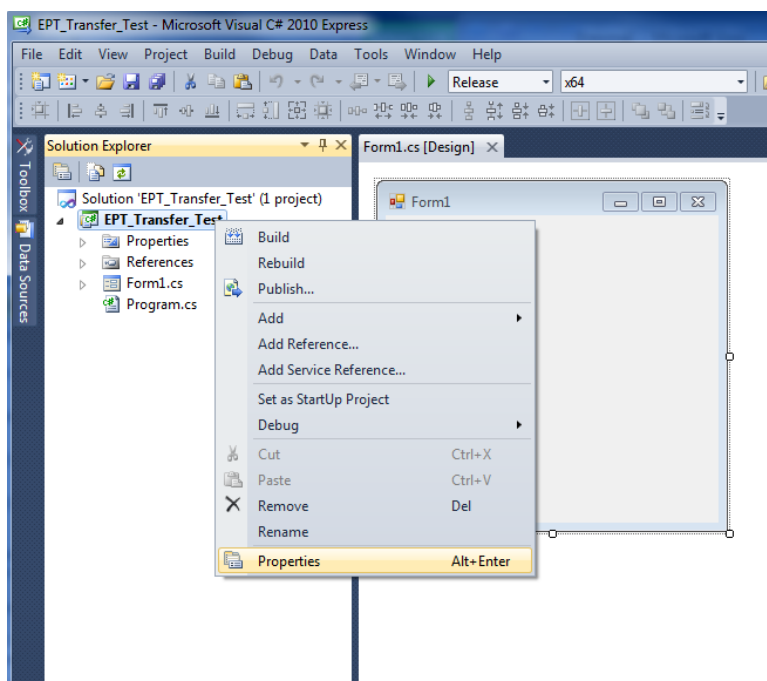 EPT_Transfer_Test - Microsoft Visual C# 2010 Express
File Edit View Project Build Debug Data Tools Window Help
Release x64
Toolbox
Data Sources
Solution Explorer
Solution 'EPT_Transfer_Test' (1 project)
EPT_Transfer_Test
Properties
References
Form1.cs
Program.cs
Form1.cs [Design]
Form1
Build
Rebuild
Publish...
Add
Add Reference...
Add Service Reference...
Set as StartUp Project
Debug
Cut Ctrl+X
Paste Ctrl+V
Remove Del
Rename
Properties Alt+Enter